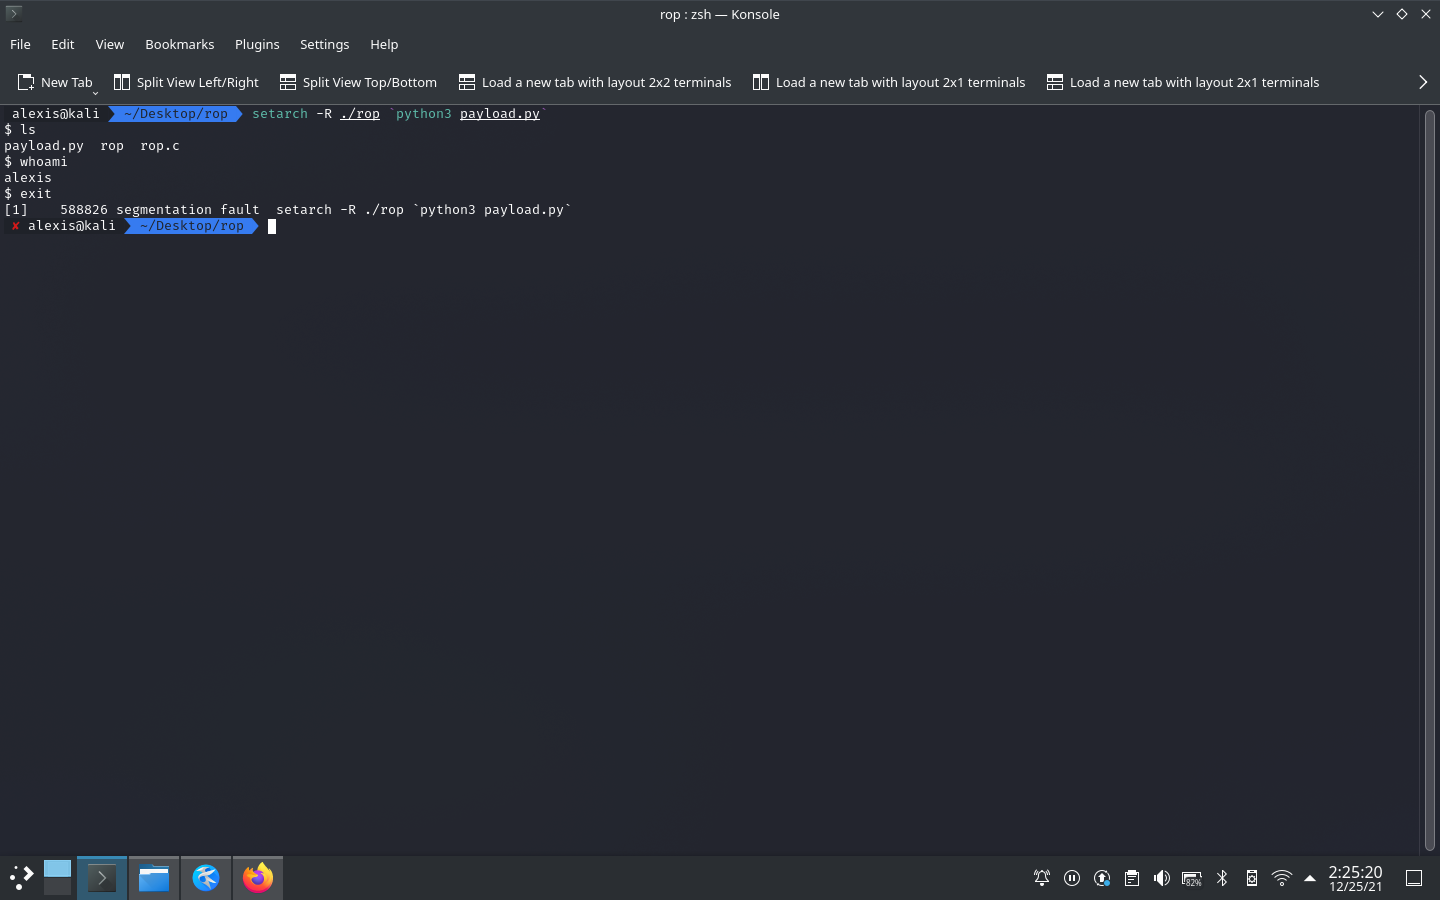 rop : zsh — Konsole
File Edit View Bookmarks Plugins Settings Help
New Tab Split View Left/Right Split View Top/Bottom Load a new tab with layout 2x2 terminals Load a new tab with layout 2x1 terminals Load a new tab with layout 2x1 terminals
alexis@kali ~/Desktop/rop setarch -R ./rop `python3 payload.py`
$ ls
payload.py rop rop.c
$ whoami
alexis
$ exit
[1] 588826 segmentation fault setarch -R ./rop `python3 payload.py`
✘ alexis@kali ~/Desktop/rop
82%
2:25:20
12/25/21